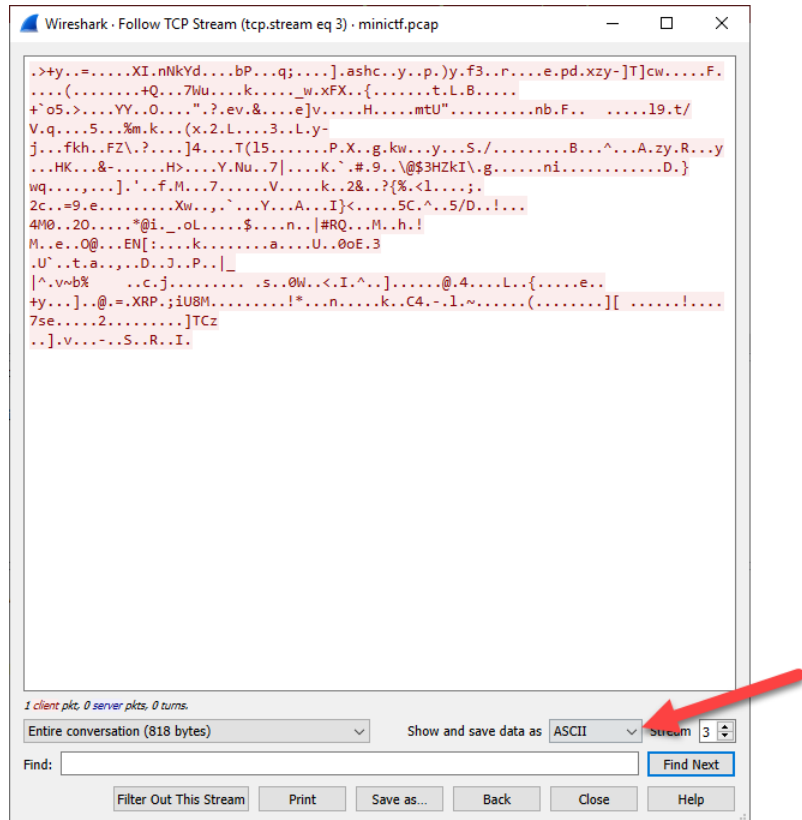 Wireshark · Follow TCP Stream (tcp.stream eq 3) · minictf.pcap
.>+y..=.....XI.nNkYd....bP...q;....].ashc..y..p.)y.f3..r....e.pd.xzy-]T]cw.....F.
....(........+Q...7Wu....k....._w.xFX..{.......t.L.B.....
+`o5.>....YY..O....".?.ev.&....e]v.....H.....mtU"..........nb.F.. .....l9.t/
V.q....5...%m.k...(x.2.L....3..L.y-
j...fkh..FZ\.?....]4....T(l5.......P.X..g.kw...y...S./.........B...^...A.zy.R...y
...HK...&-......H>....Y.Nu..7|....K.`.#.9..\@$3HZkI\.g......ni............D.}
wq....,...].'..f.M...7......V.....k..2&..?{%.<l....;.
2c..=9.e.........Xw..,.`...Y...A...I}<.....5C.^..5/D..!...
4M0..2O.....*@i._.oL.....$....n..|#RQ...M..h.!
M..e..O@...EN[:....k........a....U..0oE.3
.U`..t.a..,..D..J..P..|_
|^.v~b% ..c.j......... .s..0W..<.I.^..]......@.4....L..{.....e..
+y...]..@.=.XRP.;iU8M.........!*...n.....k..C4.-.l.~......(........][ ......!....
7se.....2.........]TCz
..].v...-..S..R..I.
1 client pkt, 0 server pkts, 0 turns.
Entire conversation (818 bytes) Show and save data as ASCII Stream 3
Find: Find Next
Filter Out This Stream Print Save as... Back Close Help